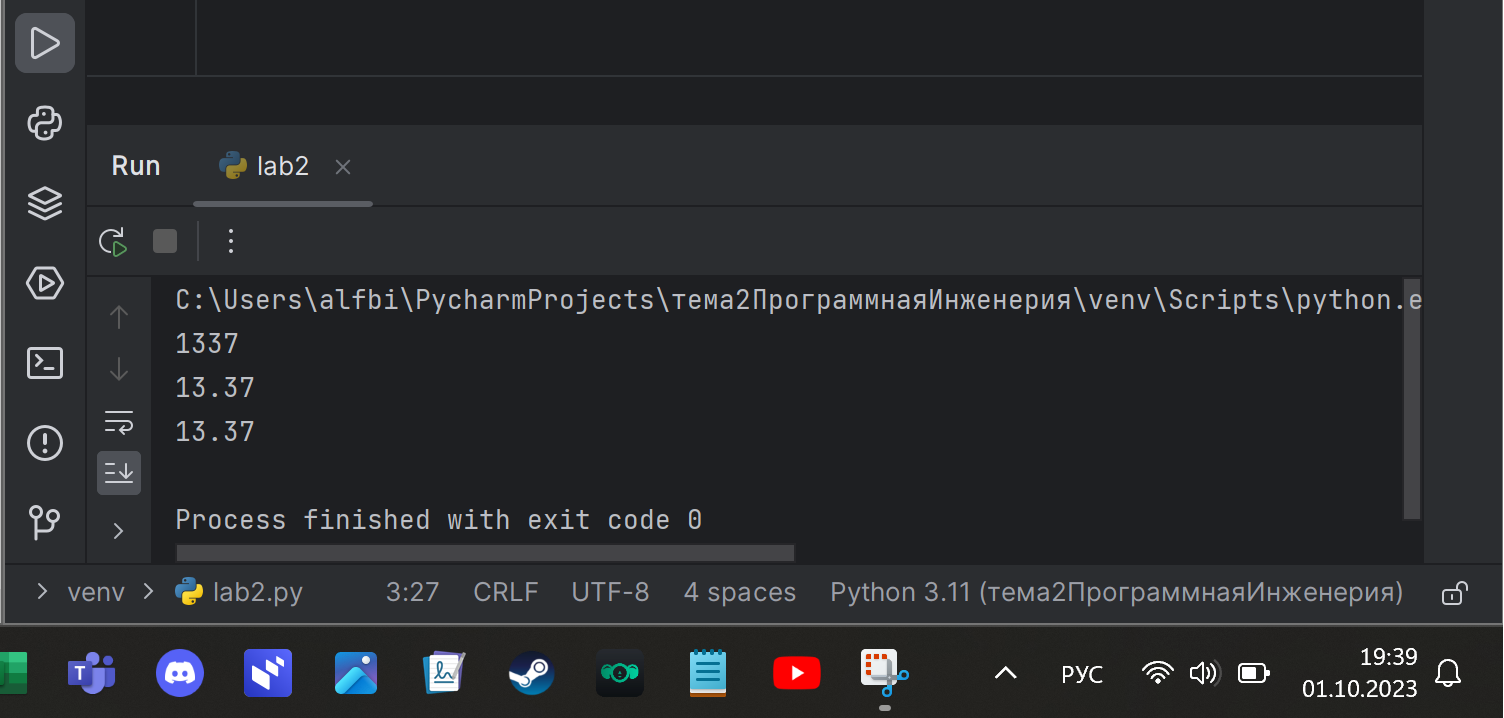 Run lab2
C:\Users\alfbi\PycharmProjects\тема2ПрограммнаяИнженерия\venv\Scripts\python.e
1337
13.37
13.37
Process finished with exit code 0
venv lab2.py 3:27 CRLF UTF-8 4 spaces Python 3.11 (тема2ПрограммнаяИнженерия)
РУС
19:39
01.10.2023